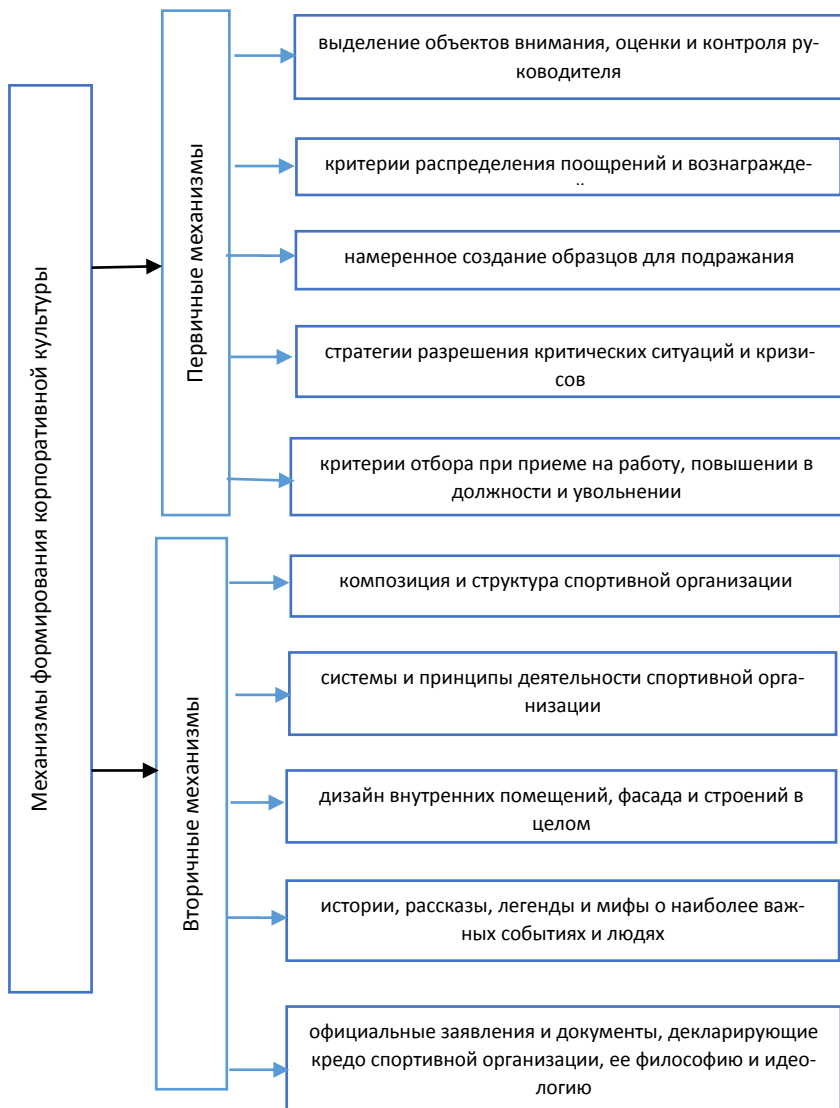 Механизмы формирования корпоративной культуры
Первичные механизмы
выделение объектов внимания, оценки и контроля ру-
ководителя
критерии распределения поощрений и вознагражде-
намеренное создание образцов для подражания
стратегии разрешения критических ситуаций и кризи-
сов
критерии отбора при приеме на работу, повышении в
должности и увольнении
Вторичные механизмы
композиция и структура спортивной организации
системы и принципы деятельности спортивной орга-
низации
дизайн внутренних помещений, фасада и строений в
целом
истории, рассказы, легенды и мифы о наиболее важ-
ных событиях и людях
официальные заявления и документы, декларирующие
кредо спортивной организации, ее философию и идео-
логию